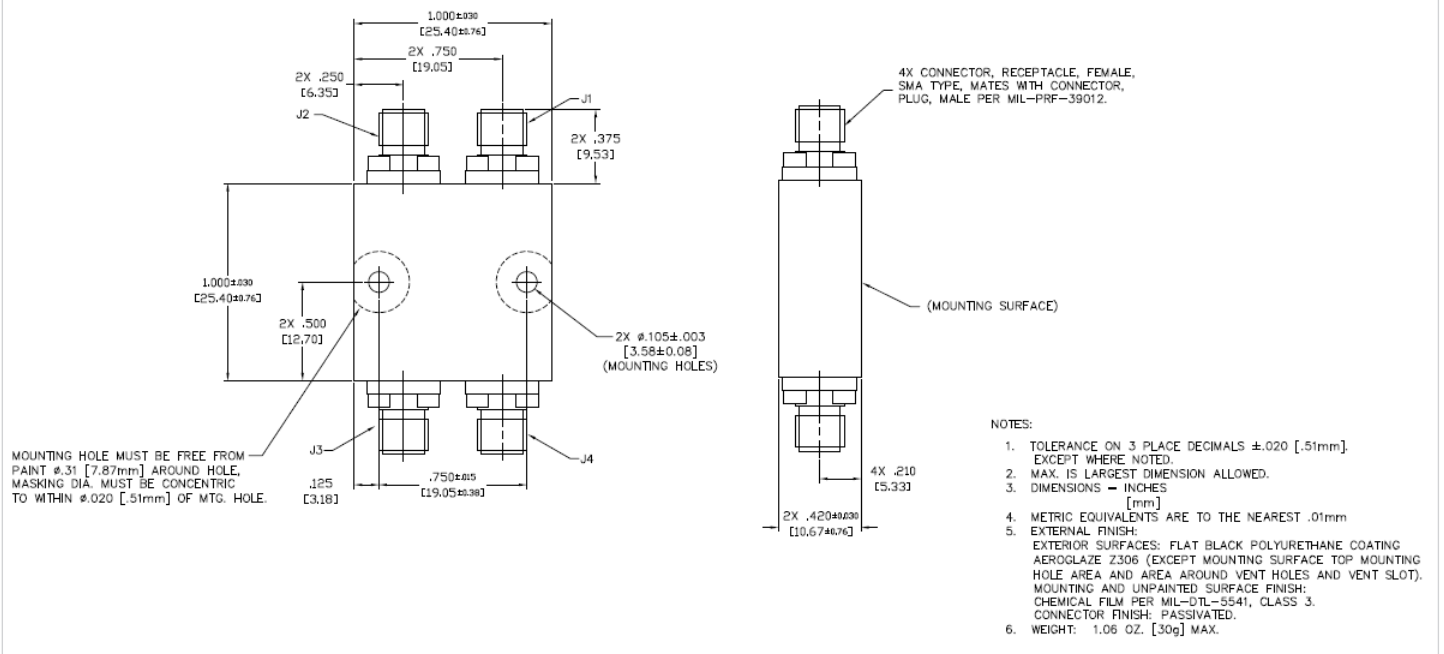 1.000±.030
[25.40±0.76]
2X .750
[19.05]
2X .250
[6.35]
J2
J1
2X .375
[9.53]
1.000±.030
[25.40±0.76]
2X .500
[12.70]
2X ø.105±.003
[3.58±0.08]
(MOUNTING HOLES)
MOUNTING HOLE MUST BE FREE FROM
PAINT ø.31 [7.87mm] AROUND HOLE,
MASKING DIA. MUST BE CONCENTRIC
TO WITHIN ø.020 [.51mm] OF MTG. HOLE.
J3
J4
.125
[3.18]
.750±.015
[19.05±0.38]
4X CONNECTOR, RECEPTACLE, FEMALE,
SMA TYPE, MATES WITH CONNECTOR,
PLUG, MALE PER MIL-PRF-39012.
(MOUNTING SURFACE)
4X .210
[5.33]
2X .420±0.030
[10.67±0.76]
NOTES:
1. TOLERANCE ON 3 PLACE DECIMALS ±.020 [.51mm].
EXCEPT WHERE NOTED.
2. MAX. IS LARGEST DIMENSION ALLOWED.
3. DIMENSIONS - INCHES
[mm]
4. METRIC EQUIVALENTS ARE TO THE NEAREST .01mm
5. EXTERNAL FINISH:
EXTERIOR SURFACES: FLAT BLACK POLYURETHANE COATING
AEROGLAZE Z306 (EXCEPT MOUNTING SURFACE TOP MOUNTING
HOLE AREA AND AREA AROUND VENT HOLES AND VENT SLOT).
MOUNTING AND UNPAINTED SURFACE FINISH:
CHEMICAL FILM PER MIL-DTL-5541, CLASS 3.
CONNECTOR FINISH: PASSIVATED.
6. WEIGHT: 1.06 OZ. [30g] MAX.